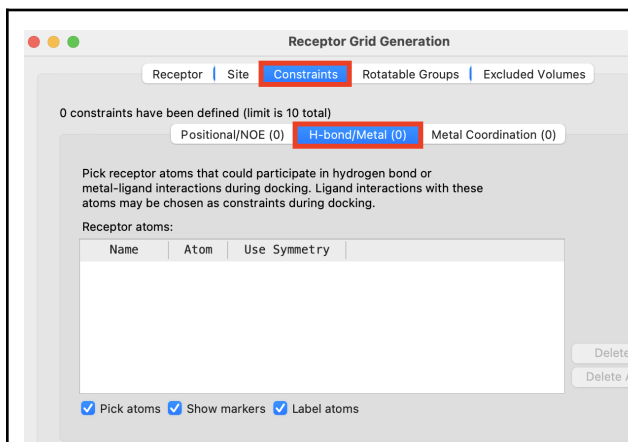 Receptor Grid Generation
Receptor Site Constraints Rotatable Groups Excluded Volumes
0 constraints have been defined (limit is 10 total)
Positional/NOE (0) H-bond/Metal (0) Metal Coordination (0)
Pick receptor atoms that could participate in hydrogen bond or
metal-ligand interactions during docking. Ligand interactions with these
atoms may be chosen as constraints during docking.
Receptor atoms:
Name Atom Use Symmetry
Delete
Delete A
Pick atoms Show markers Label atoms